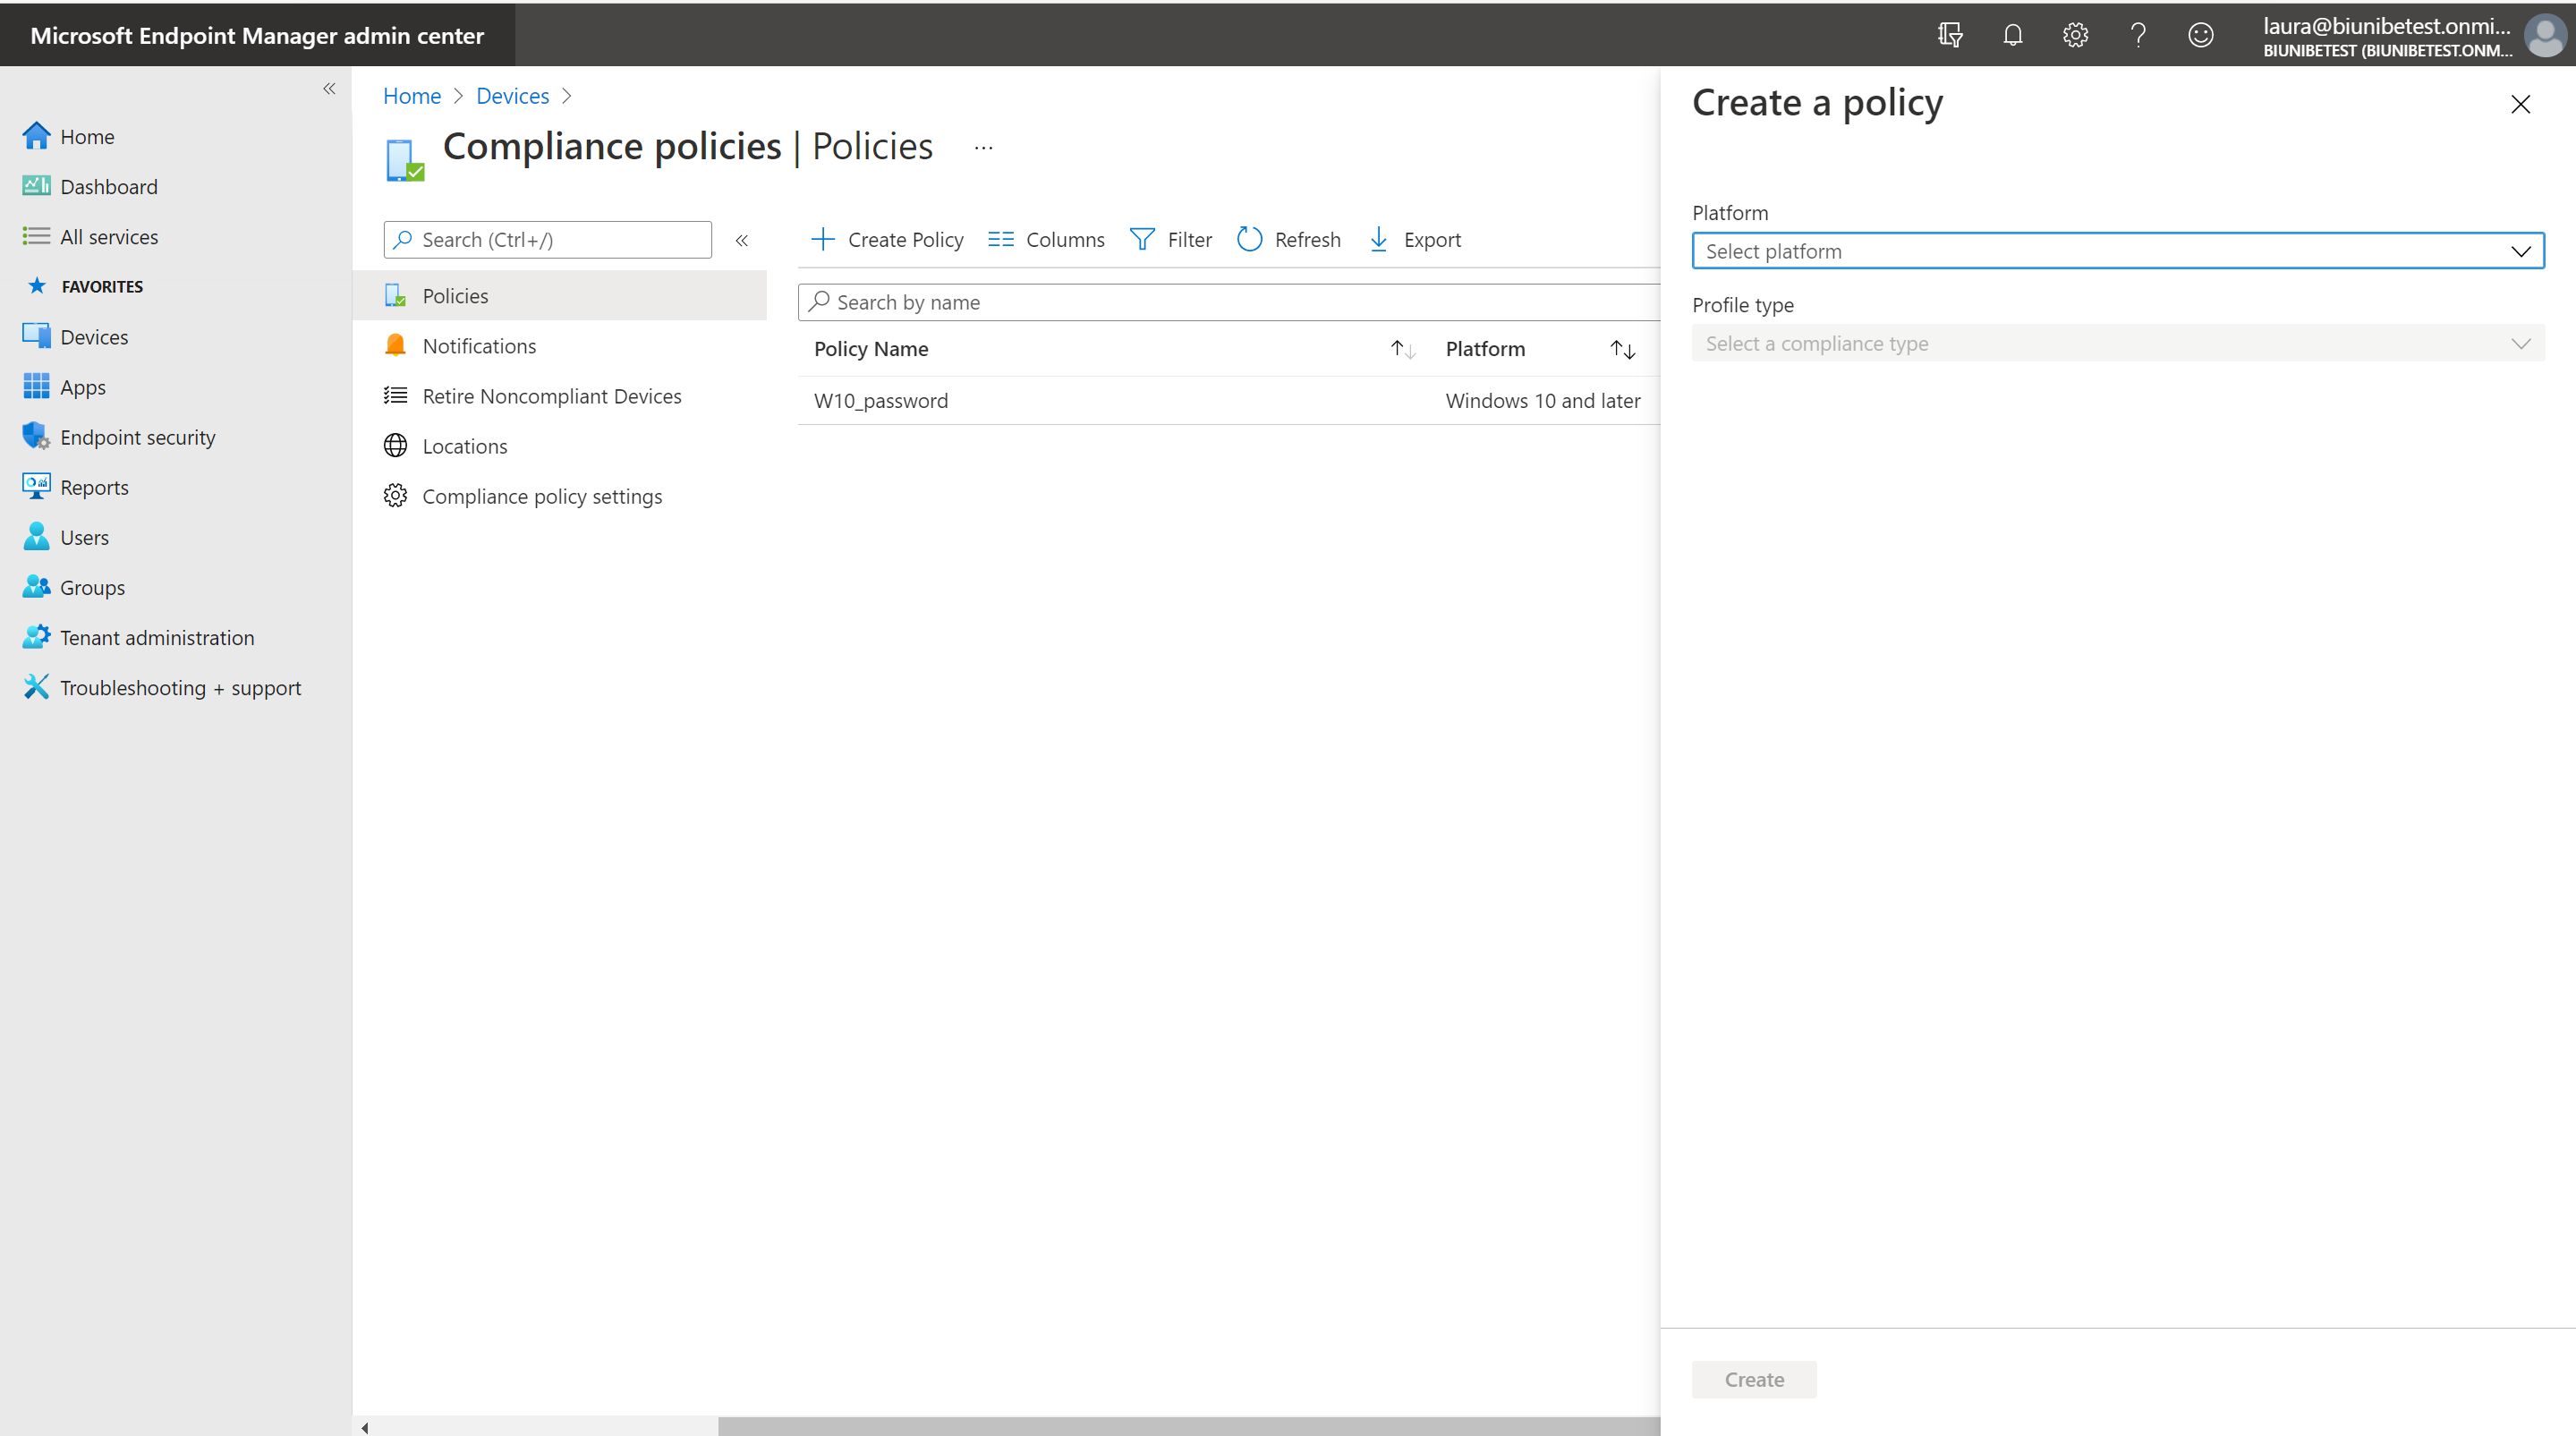 Microsoft Endpoint Manager admin center
laura@biunibetest.onmi...
BIUNIBETEST (BIUNIBETEST.ONM...
Home
Dashboard
All services
FAVORITES
Devices
Apps
Endpoint security
Reports
Users
Groups
Tenant administration
Troubleshooting + support
Home > Devices >
Compliance policies | Policies ...
Search (Ctrl+/)
Policies
Notifications
Retire Noncompliant Devices
Locations
Compliance policy settings
Create Policy Columns Filter Refresh Export
Search by name
Policy Name Platform
W10_password Windows 10 and later
Create a policy
Platform
Select platform
Profile type
Select a compliance type
Create